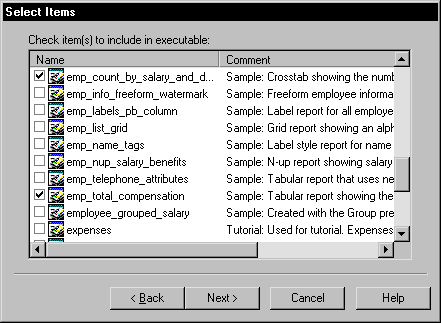 Select Items
Check item(s) to include in executable:
Name Comment
emp_count_by_salary_and_d... Sample: Crosstab showing the numb
emp_info_freeform_watermark Sample: Freeform employee informa
emp_labels_pb_column Sample: Label report for all employe
emp_list_grid Sample: Grid report showing an alph
emp_name_tags Sample: Label style report for name
emp_nup_salary_benefits Sample: N-up report showing salary
emp_telephone_attributes Sample: Tabular report that uses ne
emp_total_compensation Sample: Tabular report showing the
employee_grouped_salary Sample: Created with the Group pre
expenses Tutorial: Used for tutorial. Expenses
< Back Next > Cancel Help